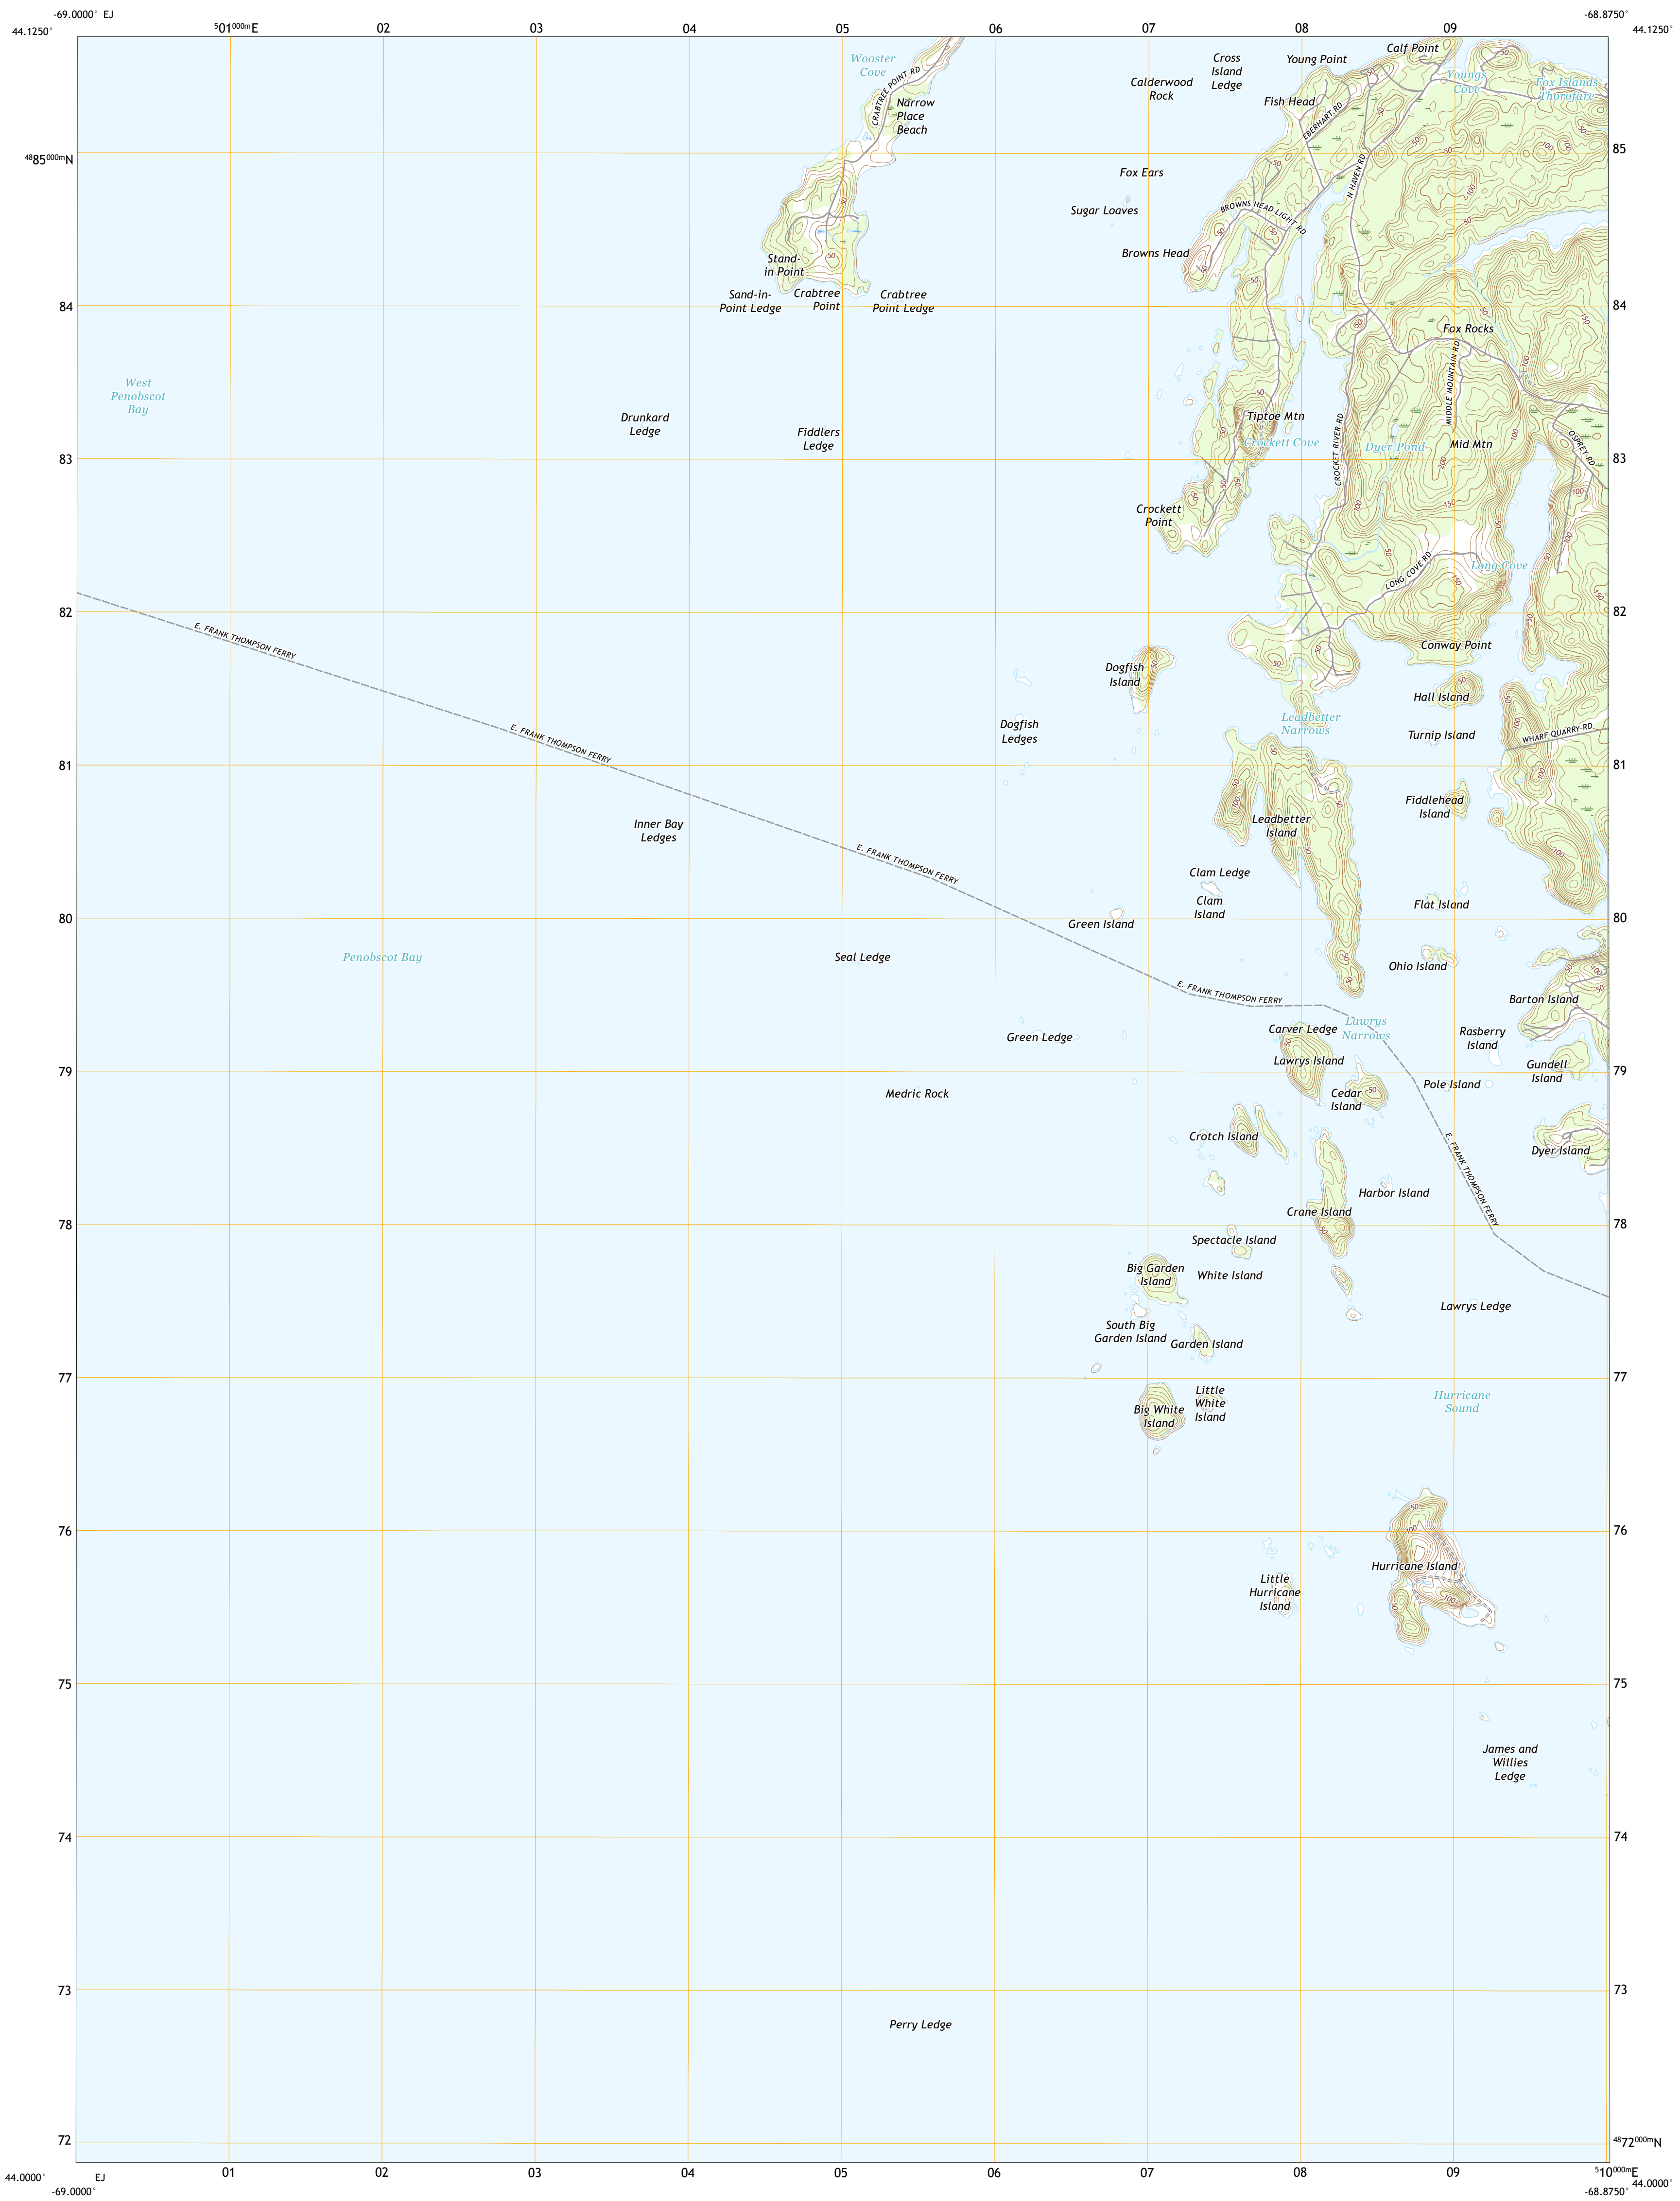 -69.0000° EJ
-68.8750°
44.1250°
501000mE
02
03
04
05
06
07
08
09
44.1250°
Wooster
Cove
CRABTREE POINT RD
Narrow
Place
Beach
Calderwood
Rock
Cross
Island
Ledge
Young Point
Calf Point
Youngs
Cove
Fox Islands
Thorofare
Fish Head
EBERHART RD
4885000mN
85
Fox Ears
Sugar Loaves
N HAVEN RD
BROWNS HEAD LIGHT RD
Browns Head
Stand-
in Point
Sand-in-
Point Ledge
Crabtree
Point
Crabtree
Point Ledge
84
84
Fox Rocks
MIDDLE MOUNTAIN RD
West
Penobscot
Bay
Drunkard
Ledge
Fiddlers
Ledge
Tiptoe Mtn
Crockett Cove
CROCKET RIVER RD
Dyer Pond
Mid Mtn
OSPREY RD
83
83
Crockett
Point
LONG COVE RD
Long Cove
82
82
E. FRANK THOMPSON FERRY
Conway Point
Dogfish
Island
Hall Island
Dogfish
Ledges
Leadbetter
Narrows
Turnip Island
WHARF QUARRY RD
E. FRANK THOMPSON FERRY
81
81
Fiddlehead
Island
Inner Bay
Ledges
Leadbetter
Island
E. FRANK THOMPSON FERRY
Clam Ledge
Clam
Island
Flat Island
80
80
Green Island
Penobscot Bay
Seal Ledge
Ohio Island
E. FRANK THOMPSON FERRY
Barton Island
Carver Ledge
Lawrys
Narrows
Green Ledge
Rasberry
Island
Lawrys Island
79
79
Gundell
Island
Pole Island
Medric Rock
Cedar
Island
Crotch Island
E. FRANK THOMPSON FERRY
Dyer Island
Harbor Island
Crane Island
78
78
Spectacle Island
Big Garden
Island
White Island
Lawrys Ledge
South Big
Garden Island
Garden Island
77
77
Big White
Island
Little
White
Island
Hurricane
Sound
76
76
Hurricane Island
Little
Hurricane
Island
75
75
James and
Willies
Ledge
74
74
73
73
Perry Ledge
72
4872000mN
44.0000°
EJ
01
02
03
04
05
06
07
08
09
510000mE
44.0000°
-69.0000°
-68.8750°